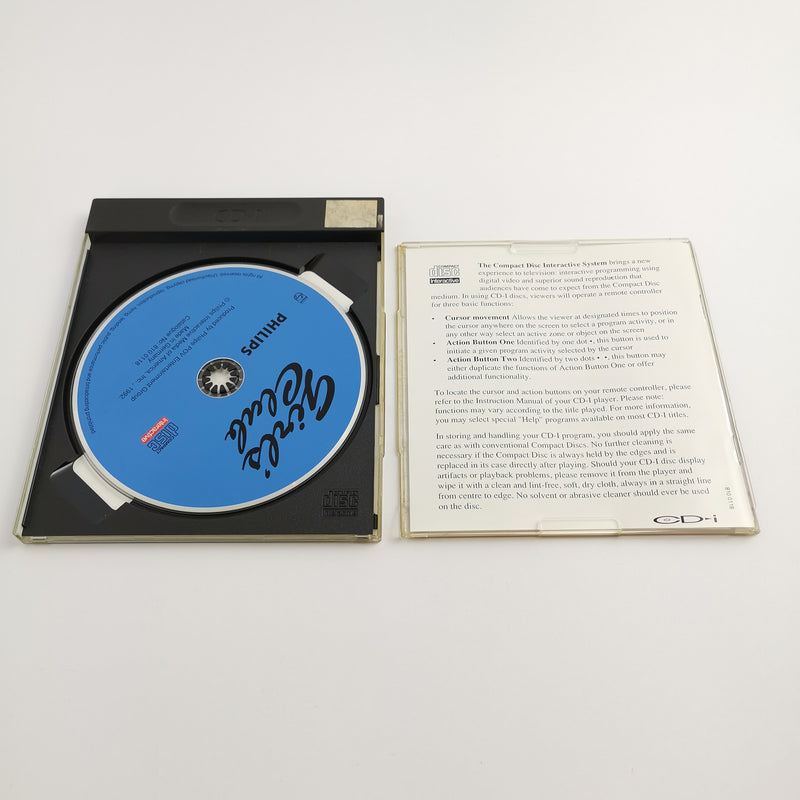 CD-I
PHILIPS
Girl's
Club
Produced by Philips POV Entertainment Group
© Philips Interactive Media of America, Inc., 1992.
Made in Germany
Catalogue No: 810 0118
All rights reserved. Unauthorised copying, reproduction, hiring, lending, public performance and broadcasting prohibited
COMPACT
disc
Interactive
COMPACT
disc
COMPACT
disc
Interactive
The Compact Disc Interactive System brings a new
experience to television: interactive programming using
digital video and superior sound reproduction that
audiences have come to expect from the Compact Disc
medium. In using CD-I discs, viewers will operate a remote controller
for three basic functions:
• Cursor movement Allows the viewer at designated times to position
the cursor anywhere on the screen to select a program activity, or in
any other way select an active zone or object on the screen
• Action Button One Identified by one dot •, this button is used to
initiate a given program activity selected by the cursor
• Action Button Two Identified by two dots • •, this button may
either duplicate the functions of Action Button One or offer
additional functionality.
To locate the cursor and action buttons on your remote controller, please
refer to the Instruction Manual of your CD-I player. Please note:
functions may vary according to the title played. For more information,
you may select special "Help" programs available on most CD-I titles.
In storing and handling your CD-I program, you should apply the same
care as with conventional Compact Discs. No further cleaning is
necessary if the Compact Disc is always held by the edges and is
replaced in its case directly after playing. Should your CD-I disc display
artifacts or playback problems, please remove it from the player and
wipe it with a clean and lint-free, soft, dry cloth, always in a straight line
from centre to edge. No solvent or abrasive cleaner should ever be used
on the disc.
810 0118
CD-i